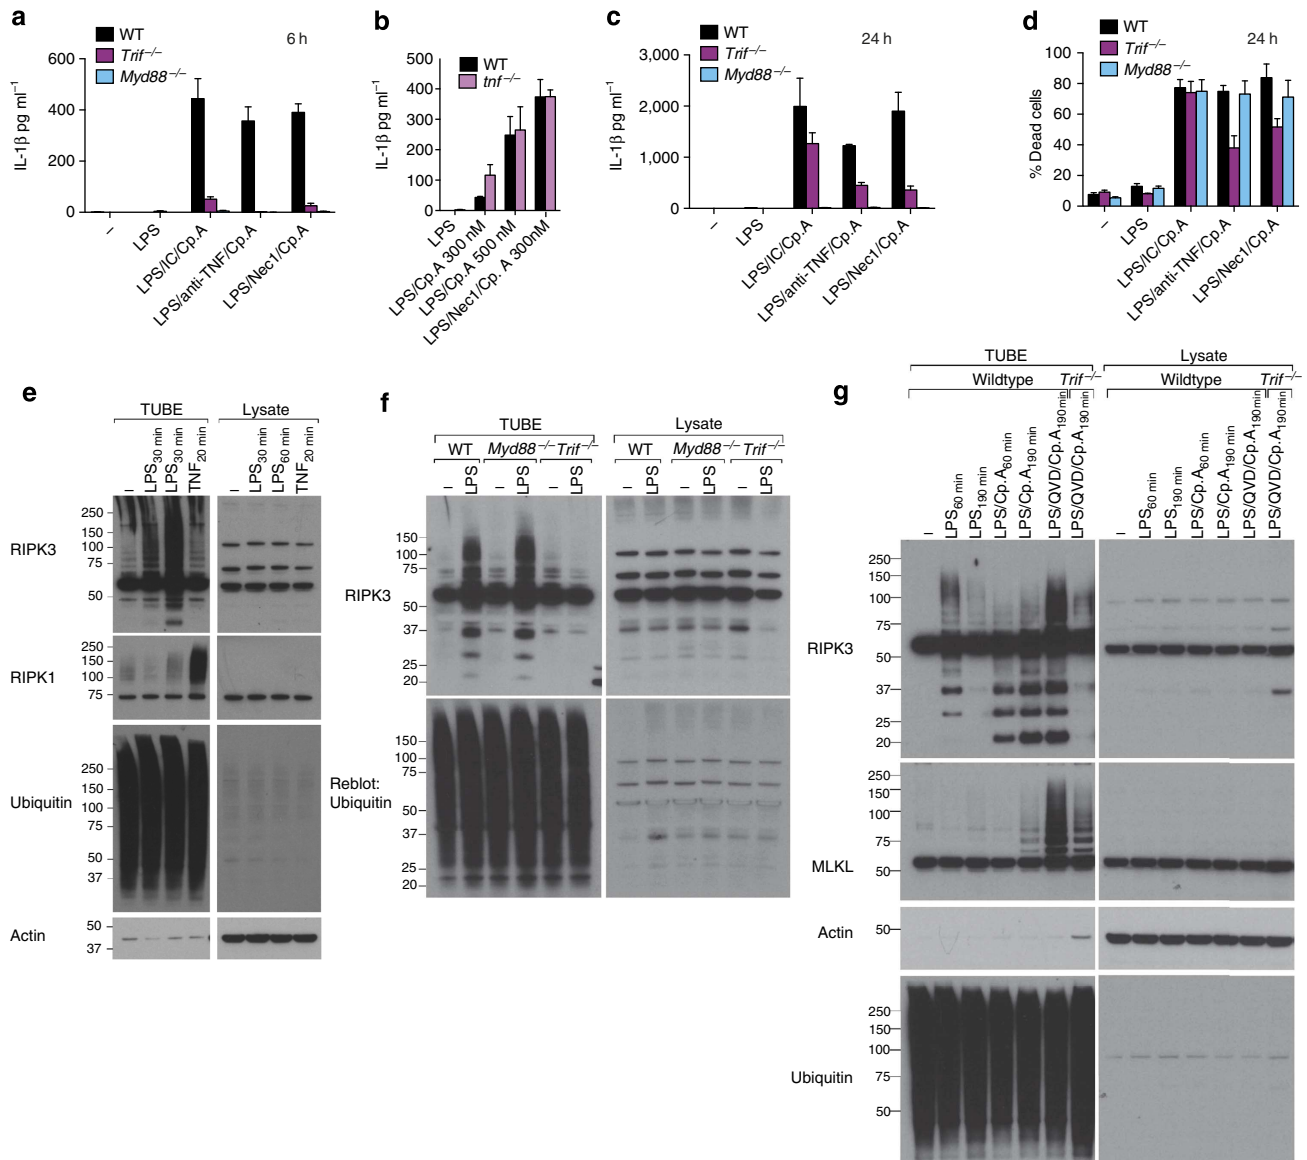 a
WT
Trif–/–
Myd88–/–
6 h
IL-1β pg ml–1
600
400
200
0
–
LPS
LPS/IC/Cp.A
LPS/anti-TNF/Cp.A
LPS/Nec1/Cp.A
b
WT
tnf–/–
IL-1β pg ml–1
500
400
300
200
100
0
LPS
LPS/Cp.A 300 nM
LPS/Cp.A 500 nM
LPS/Nec1/Cp. A 300nM
c
WT
Trif–/–
Myd88–/–
24 h
IL-1β pg ml–1
3,000
2,000
1,000
0
–
LPS
LPS/IC/Cp.A
LPS/anti-TNF/Cp.A
LPS/Nec1/Cp.A
d
WT
Trif–/–
Myd88–/–
24 h
% Dead cells
100
80
60
40
20
0
–
LPS
LPS/IC/Cp.A
LPS/anti-TNF/Cp.A
LPS/Nec1/Cp.A
e
TUBE
Lysate
–
LPS30 min
LPS30 min
TNF20 min
–
LPS30 min
LPS60 min
TNF20 min
RIPK3
250
150
100
75
50
RIPK1
250
150
75
Ubiquitin
250
150
100
75
50
37
Actin
50
37
f
TUBE
Lysate
WT
Myd88–/–
Trif–/–
WT
Myd88–/–
Trif–/–
–
LPS
–
LPS
–
LPS
–
LPS
–
LPS
–
LPS
RIPK3
150
100
75
50
37
25
20
Reblot:
Ubiquitin
150
100
75
50
37
25
20
g
TUBE
Lysate
Wildtype
Trif–/–
Wildtype
Trif–/–
–
LPS60 min
LPS190 min
LPS/Cp.A60 min
LPS/Cp.A190 min
LPS/QVD/Cp.A190min
LPS/QVD/Cp.A190 min
–
LPS60 min
LPS190 min
LPS/Cp.A60 min
LPS/Cp.A190 min
LPS/QVD/Cp.A190min
LPS/QVD/Cp.A190 min
RIPK3
250
150
100
75
50
37
25
20
MLKL
250
150
75
50
Actin
50
Ubiquitin
250
150
100
75
50